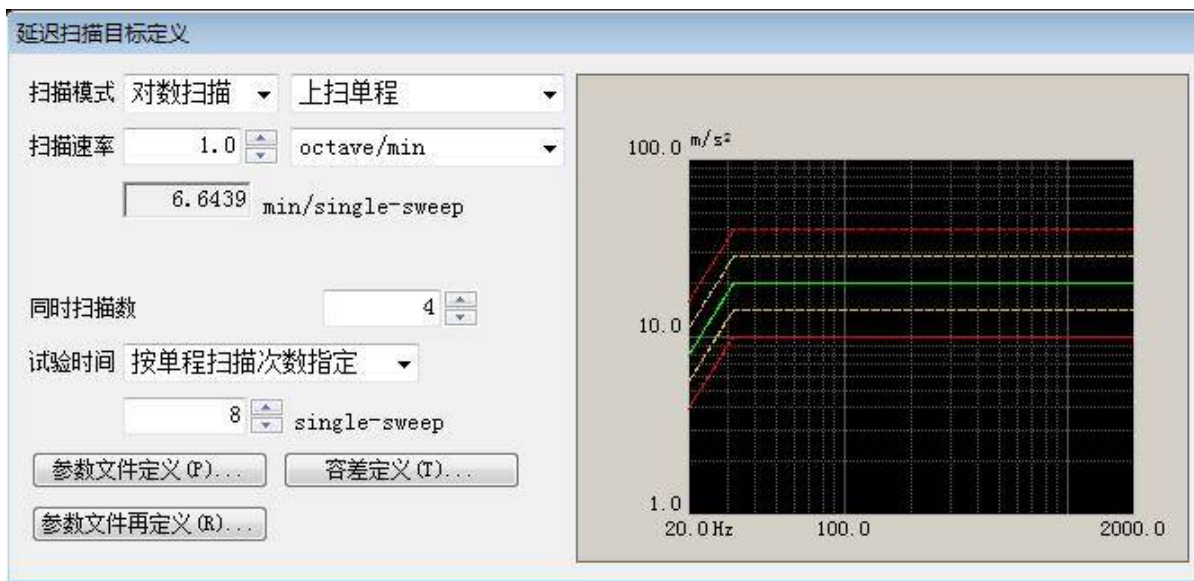 延迟扫描目标定义
扫描模式 对数扫描 上扫单程
扫描速率 1.0 octave/min
6.6439 min/single-sweep
同时扫描数 4
试验时间 按单程扫描次数指定
8 single-sweep
参数文件定义(P)... 容差定义(T)...
参数文件再定义(R)...
100.0 m/s²
10.0
1.0
20.0Hz 100.0 2000.0